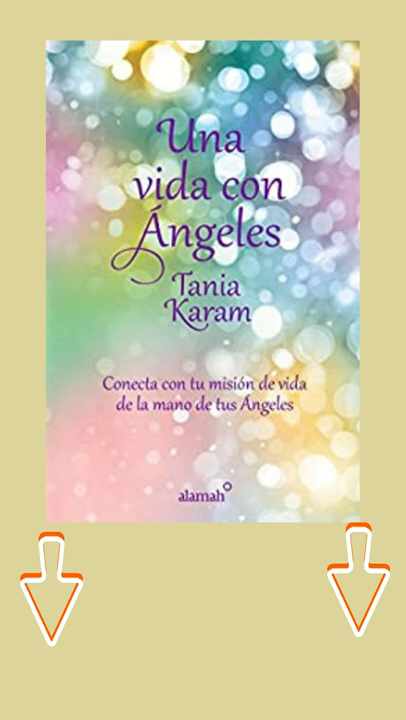 Una
vida con
Ángeles
Tania
Karam
Conecta con tu misión de vida
de la mano de tus Ángeles
alamah